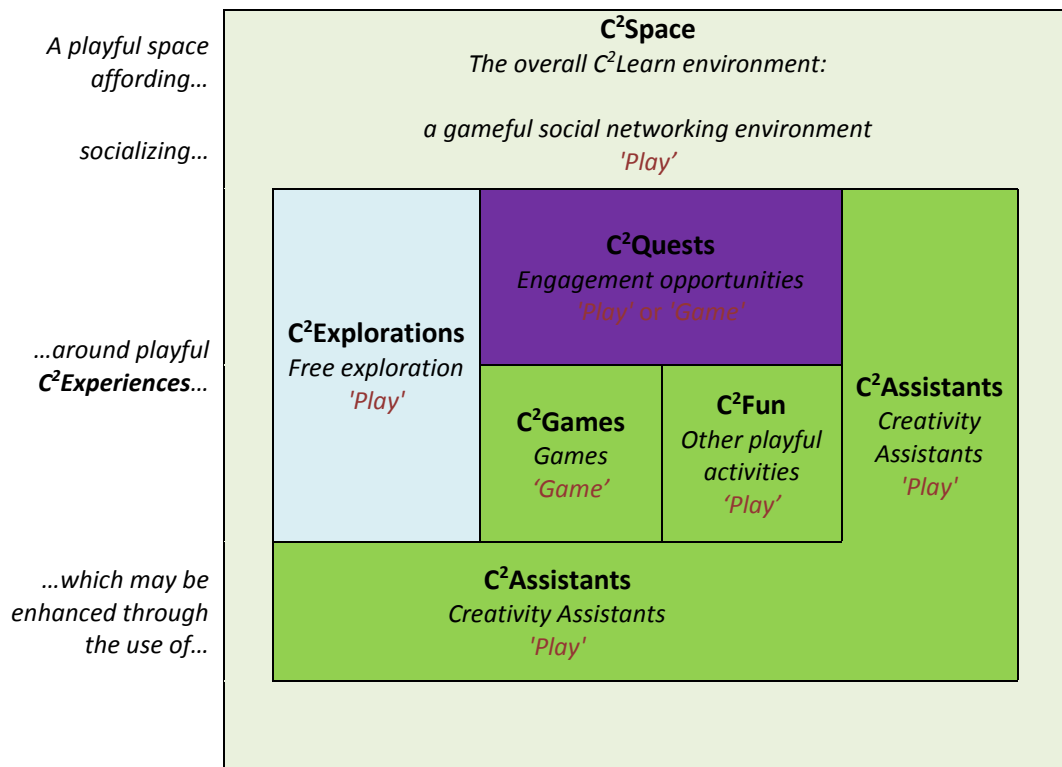 A playful space
affording…
socializing…
…around playful
C²Experiences…
…which may be
enhanced through
the use of…
C²Space
The overall C²Learn environment:
a gameful social networking environment
'Play’
C²Explorations
Free exploration
'Play'
C²Quests
Engagement opportunities
'Play' or 'Game'
C²Games
Games
‘Game’
C²Fun
Other playful
activities
‘Play’
C²Assistants
Creativity
Assistants
'Play'
C²Assistants
Creativity Assistants
'Play'